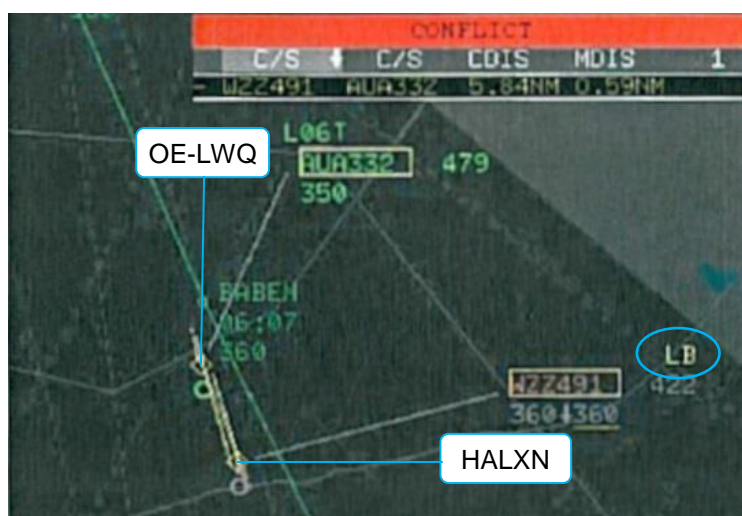 CONFLICT
C/S ↓ C/S CDIS MDIS 1
- WZZ491 AUA332 5.84NM 0.59NM
OE-LWQ
L06T
AUA332 479
350
BABEH
06:07
360
LB
WZZ491 422
360↓360
HALXN